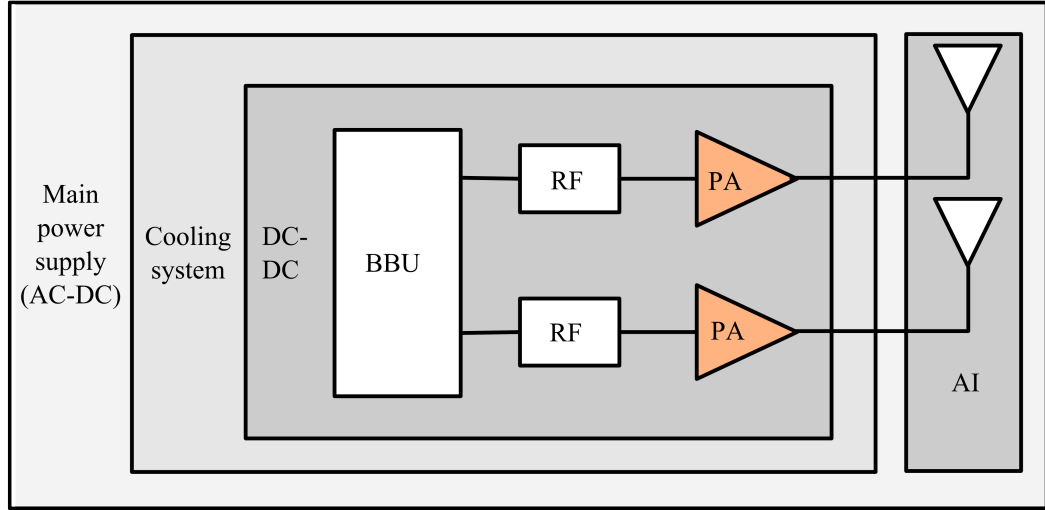 Main
power
supply
(AC-DC)
Cooling
system
DC-
DC
BBU
RF
PA
RF
PA
AI